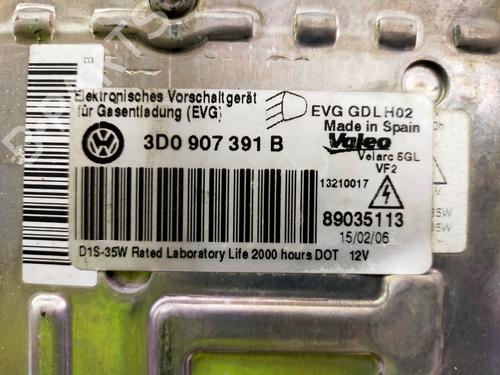 B
Elektronisches Vorschaltgerät
für Gasentladung (EVG)
EVG GDL H02
Made in Spain
3D0 907 391 B
Valeo
Velarc 5GL
VF2
13210017
89035113
15/02/06
D1S-35W Rated Laboratory Life 2000 hours DOT 12V